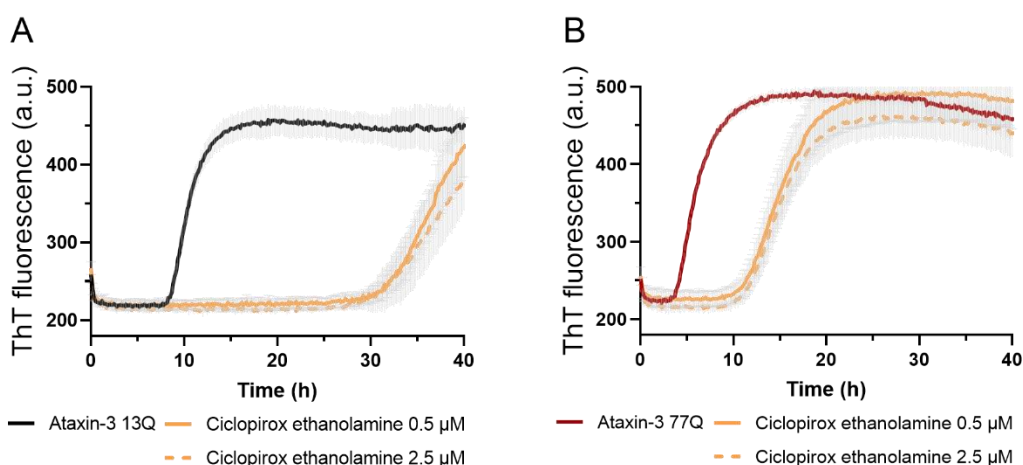 A
ThT fluorescence (a.u.)
500
400
300
200
0 10 20 30 40
Time (h)
Ataxin-3 13Q
Ciclopirox ethanolamine 0.5 µM
Ciclopirox ethanolamine 2.5 µM
B
ThT fluorescence (a.u.)
500
400
300
200
0 10 20 30 40
Time (h)
Ataxin-3 77Q
Ciclopirox ethanolamine 0.5 µM
Ciclopirox ethanolamine 2.5 µM